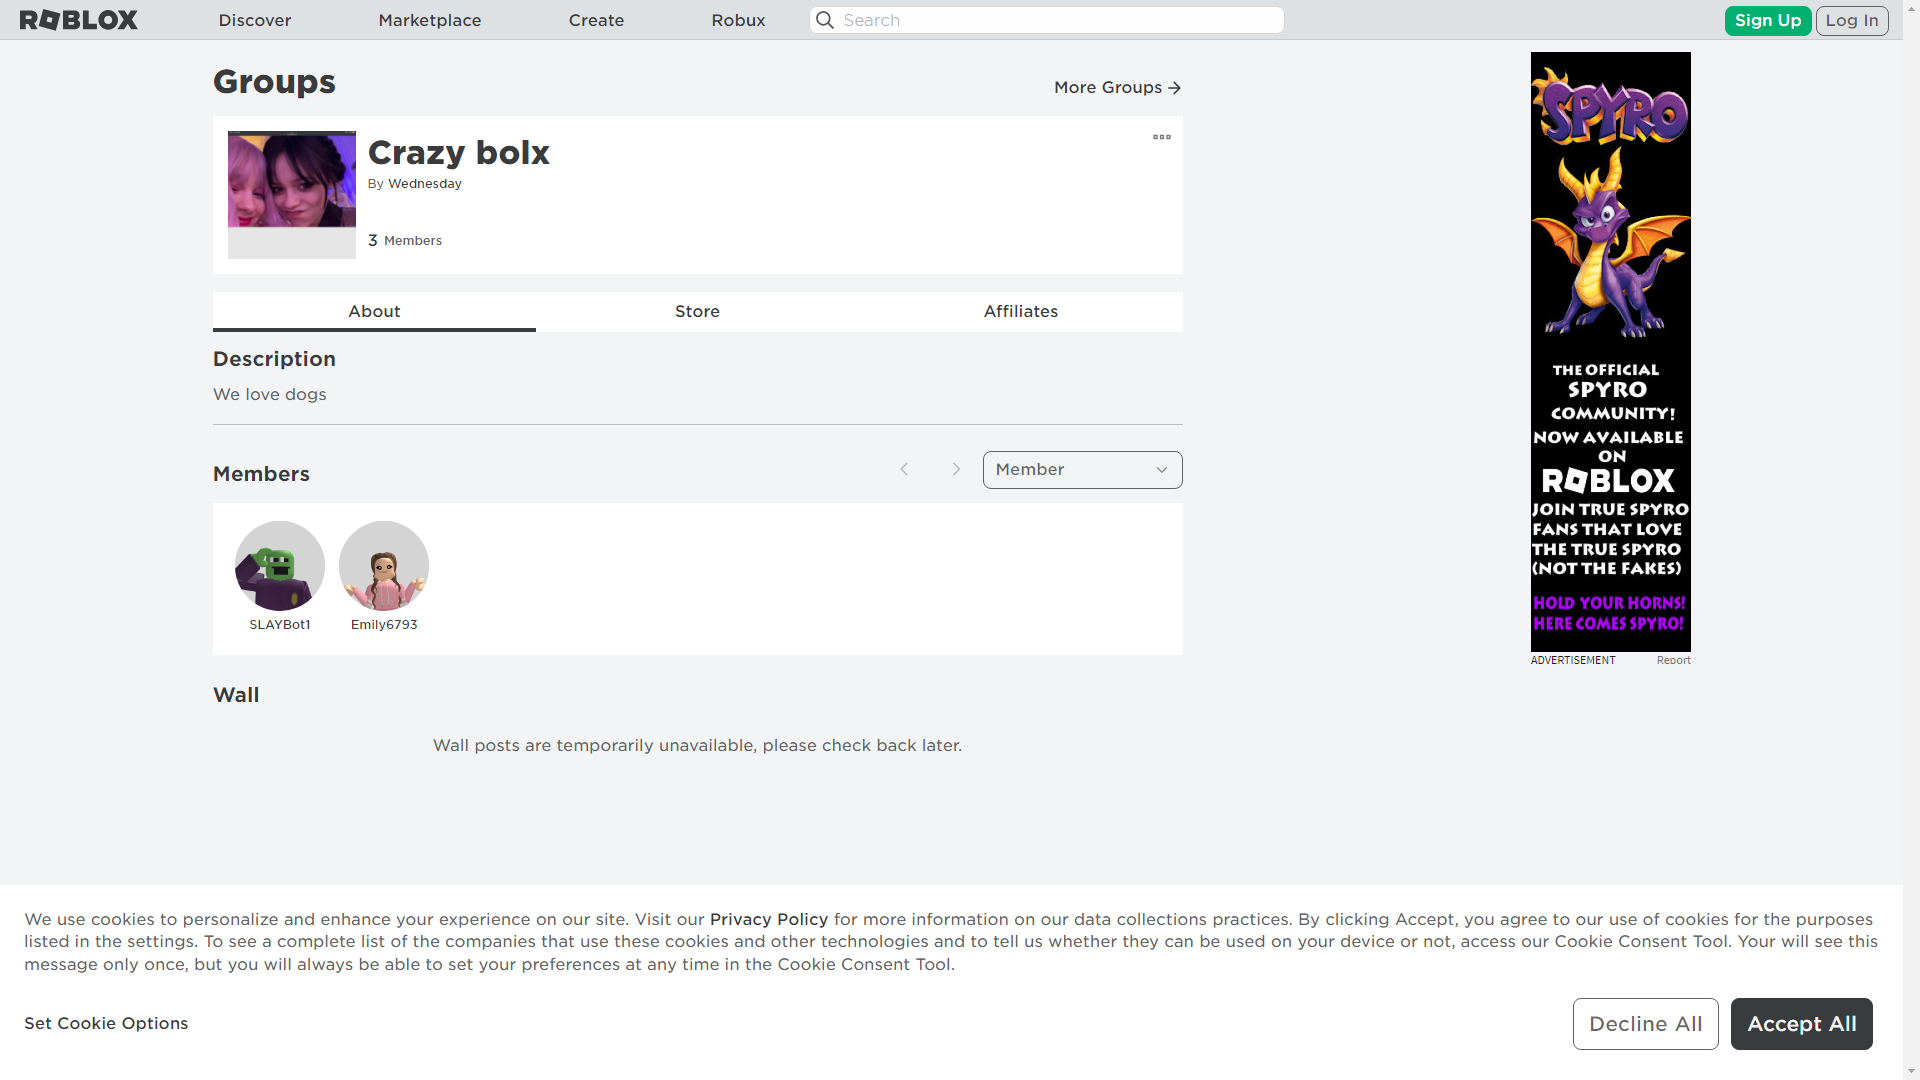 ROBLOX
Discover
Marketplace
Create
Robux
Search
Sign Up
Log In
Groups
More Groups
Crazy bolx
By Wednesday
3 Members
About
Store
Affiliates
Description
We love dogs
Members
Member
SLAYBot1
Emily6793
Wall
Wall posts are temporarily unavailable, please check back later.
SPYRO
THE OFFICIAL
SPYRO
COMMUNITY!
NOW AVAILABLE
ON
ROBLOX
JOIN TRUE SPYRO
FANS THAT LOVE
THE TRUE SPYRO
(NOT THE FAKES)
HOLD YOUR HORNS!
HERE COMES SPYRO!
ADVERTISEMENT
Report
We use cookies to personalize and enhance your experience on our site. Visit our Privacy Policy for more information on our data collections practices. By clicking Accept, you agree to our use of cookies for the purposes
listed in the settings. To see a complete list of the companies that use these cookies and other technologies and to tell us whether they can be used on your device or not, access our Cookie Consent Tool. Your will see this
message only once, but you will always be able to set your preferences at any time in the Cookie Consent Tool.
Set Cookie Options
Decline All
Accept All